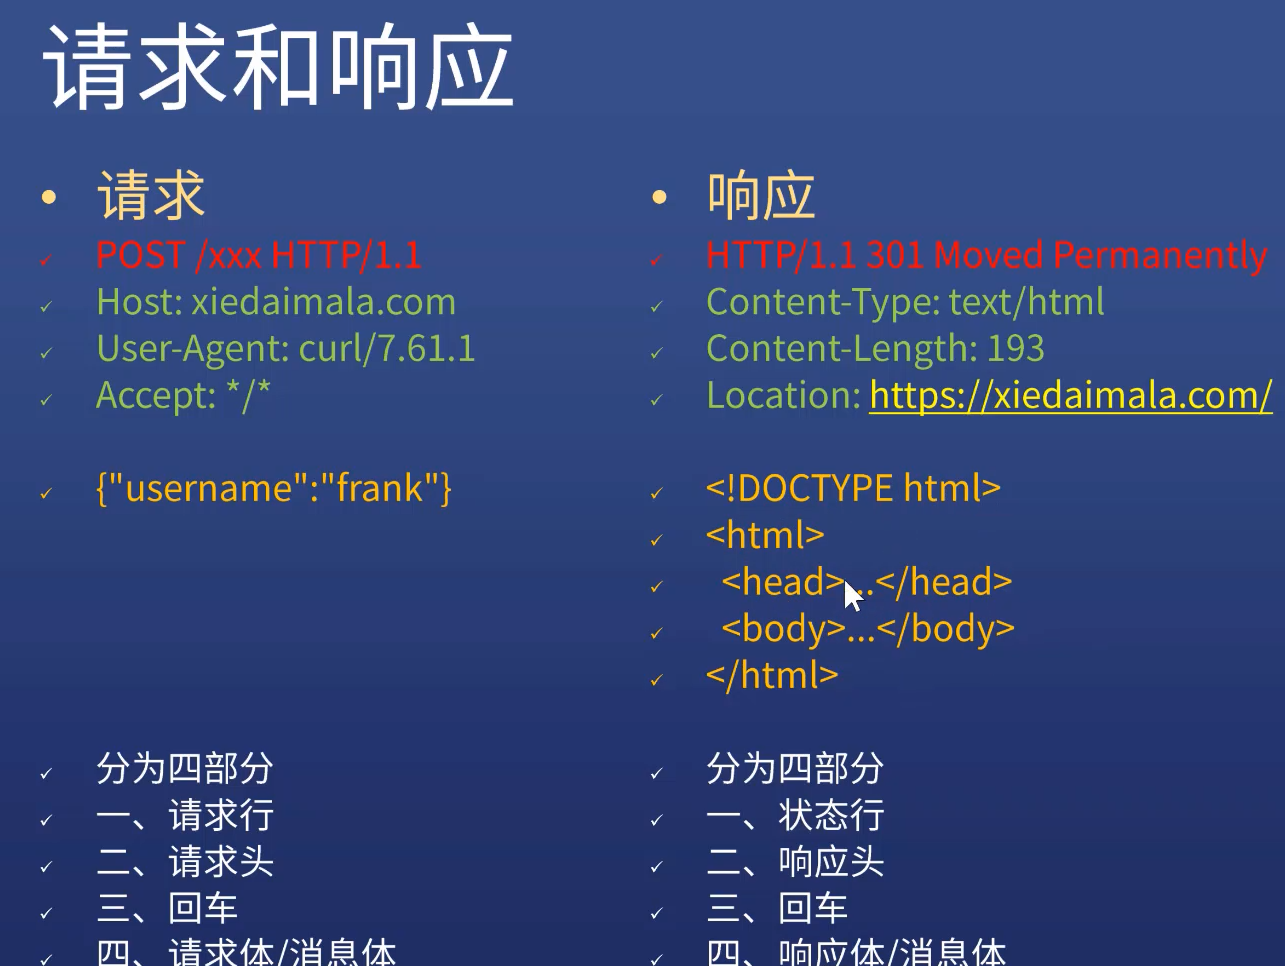 请求和响应
• 请求
✓ POST /xxx HTTP/1.1
✓ Host: xiedaimala.com
✓ User-Agent: curl/7.61.1
✓ Accept: */*
✓ {"username":"frank"}
✓ 分为四部分
✓ 一、请求行
✓ 二、请求头
✓ 三、回车
✓ 四、请求体/消息体
• 响应
✓ HTTP/1.1 301 Moved Permanently
✓ Content-Type: text/html
✓ Content-Length: 193
✓ Location: https://xiedaimala.com/
✓ <!DOCTYPE html>
✓ <html>
✓ <head>...</head>
✓ <body>...</body>
✓ </html>
✓ 分为四部分
✓ 一、状态行
✓ 二、响应头
✓ 三、回车
✓ 四、响应体/消息体